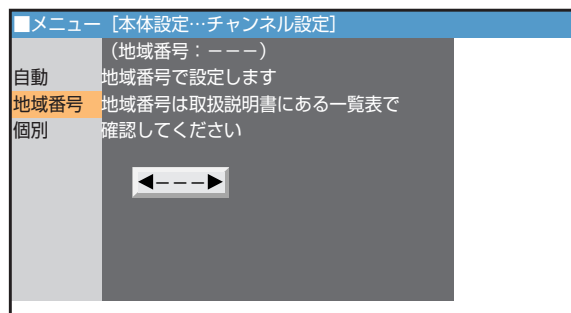 ■メニュー [本体設定…チャンネル設定]
(地域番号：−−−)
自動 地域番号で設定します
地域番号 地域番号は取扱説明書にある一覧表で
個別 確認してください
◀−−−▶